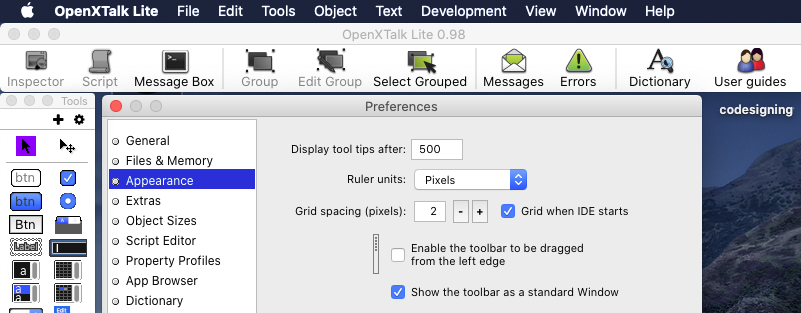 OpenXTalk Lite File Edit Tools Object Text Development View Window Help
OpenXTalk Lite 0.98
Inspector Script Message Box Group Edit Group Select Grouped Messages Errors Dictionary User guides
Tools
Preferences
codesigning
General
Files & Memory
Appearance
Extras
Object Sizes
Script Editor
Property Profiles
App Browser
Dictionary
Display tool tips after: 500
Ruler units: Pixels
Grid spacing (pixels): 2 - + Grid when IDE starts
Enable the toolbar to be dragged
from the left edge
Show the toolbar as a standard Window
btn
btn
Btn
Label
a
a
a
Edit